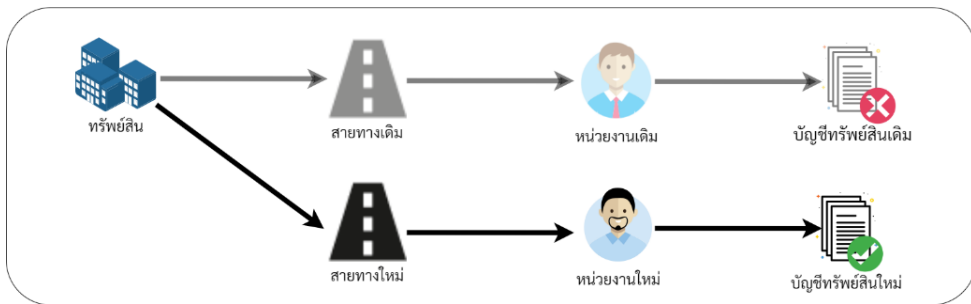 ทรัพย์สิน
สายทางเดิม
หน่วยงานเดิม
บัญชีทรัพย์สินเดิม
สายทางใหม่
หน่วยงานใหม่
บัญชีทรัพย์สินใหม่